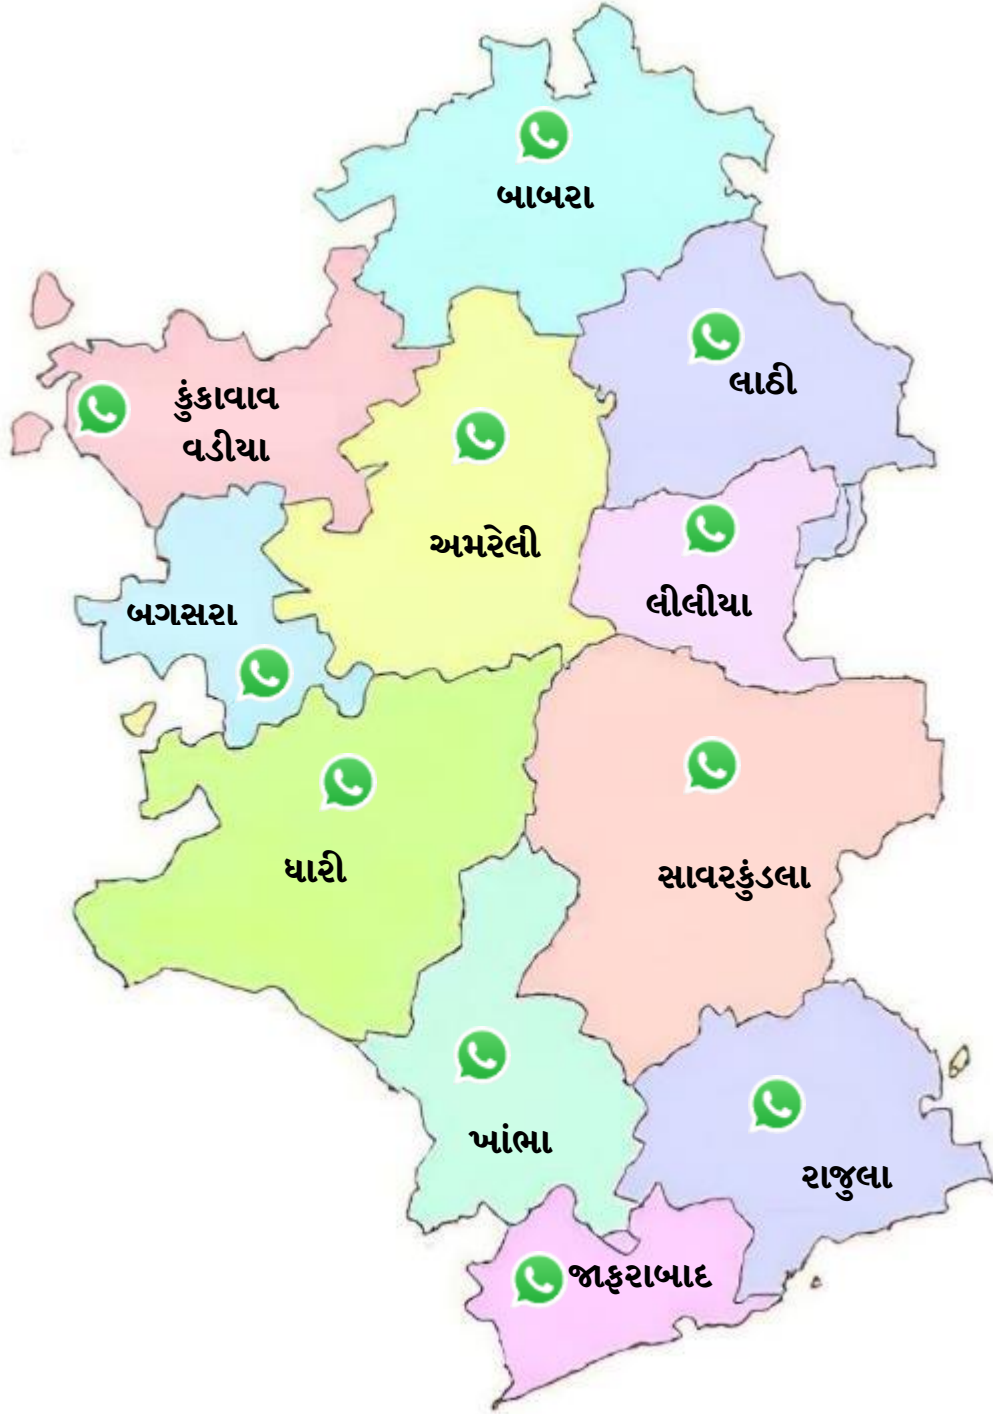 બાબરા
લાઠી
કુંકાવાવ
વડીયા
અમરેલી
લીલીયા
બગસરા
ધારી
સાવરકુંડલા
ખાંભા
રાજુલા
જાફરાબાદ